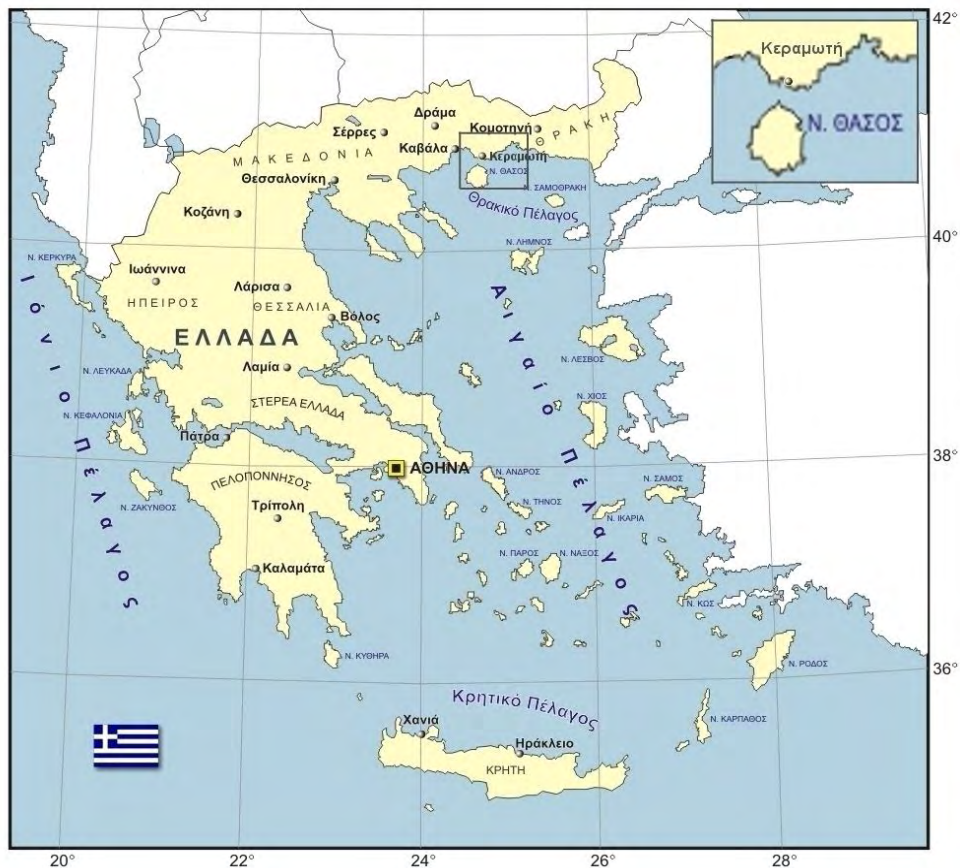 42°
Κεραμωτή
Ν. ΘΑΣΟΣ
Δράμα
Σέρρες
Κομοτηνή
ΘΡΑΚΗ
Καβάλα
Κεραμωτή
ΜΑΚΕΔΟΝΙΑ
Θεσσαλονίκη
Ν. ΘΑΣΟΣ
Ν. ΣΑΜΟΘΡΑΚΗ
Θρακικό Πέλαγος
Κοζάνη
40°
Ν. ΛΗΜΝΟΣ
Ν. ΚΕΡΚΥΡΑ
Ιωάννινα
Λάρισα
ΗΠΕΙΡΟΣ
ΘΕΣΣΑΛΙΑ
Βόλος
ΕΛΛΑΔΑ
Ιόνιο Πέλαγος
Αιγαίο Πέλαγος
Ν. ΛΕΣΒΟΣ
Λαμία
Ν. ΛΕΥΚΑΔΑ
Ν. ΧΙΟΣ
ΣΤΕΡΕΑ ΕΛΛΑΔΑ
Ν. ΚΕΦΑΛΟΝΙΑ
Πάτρα
38°
ΑΘΗΝΑ
Ν. ΑΝΔΡΟΣ
Ν. ΣΑΜΟΣ
ΠΕΛΟΠΟΝΝΗΣΟΣ
Ν. ΖΑΚΥΝΘΟΣ
Τρίπολη
Ν. ΤΗΝΟΣ
Ν. ΙΚΑΡΙΑ
Ν. ΠΑΡΟΣ
Ν. ΝΑΞΟΣ
Καλαμάτα
Ν. ΚΩΣ
Ν. ΚΥΘΗΡΑ
Ν. ΡΟΔΟΣ
36°
Κρητικό Πέλαγος
Ν. ΚΑΡΠΑΘΟΣ
Χανιά
Ηράκλειο
ΚΡΗΤΗ
20°
22°
24°
26°
28°